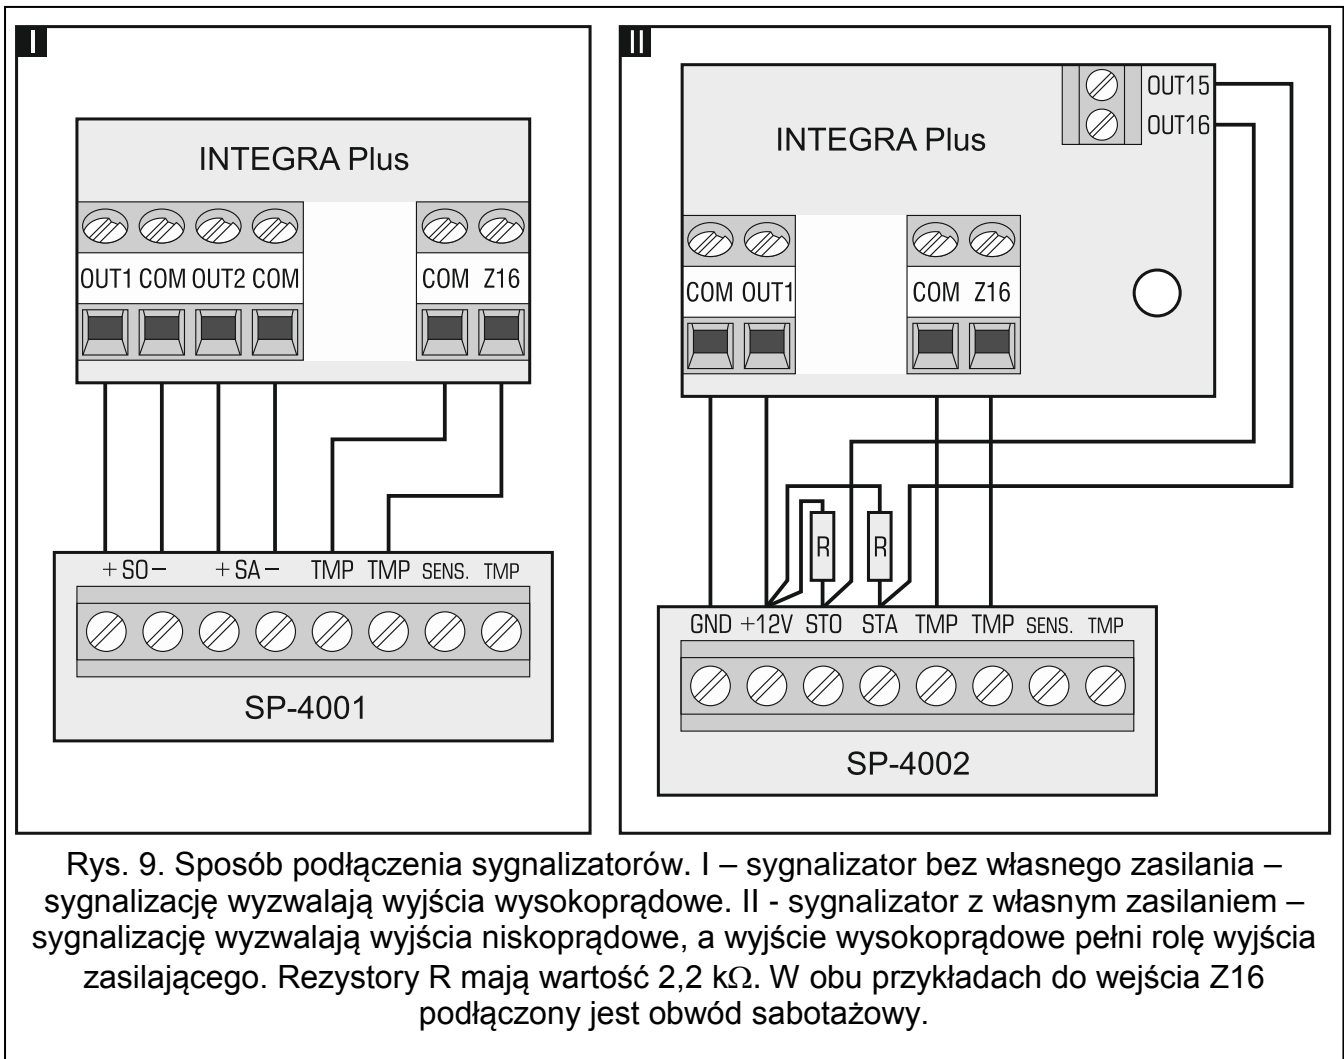 I
INTEGRA Plus
OUT1 COM OUT2 COM
COM Z16
+ SO − + SA − TMP TMP SENS. TMP
SP-4001
II
OUT15
OUT16
INTEGRA Plus
COM OUT1
COM Z16
R R
GND +12V STO STA TMP TMP SENS. TMP
SP-4002
Rys. 9. Sposób podłączenia sygnalizatorów. I – sygnalizator bez własnego zasilania –
sygnalizację wyzwalają wyjścia wysokoprądowe. II - sygnalizator z własnym zasilaniem –
sygnalizację wyzwalają wyjścia niskoprądowe, a wyjście wysokoprądowe pełni rolę wyjścia
zasilającego. Rezystory R mają wartość 2,2 kΩ. W obu przykładach do wejścia Z16
podłączony jest obwód sabotażowy.